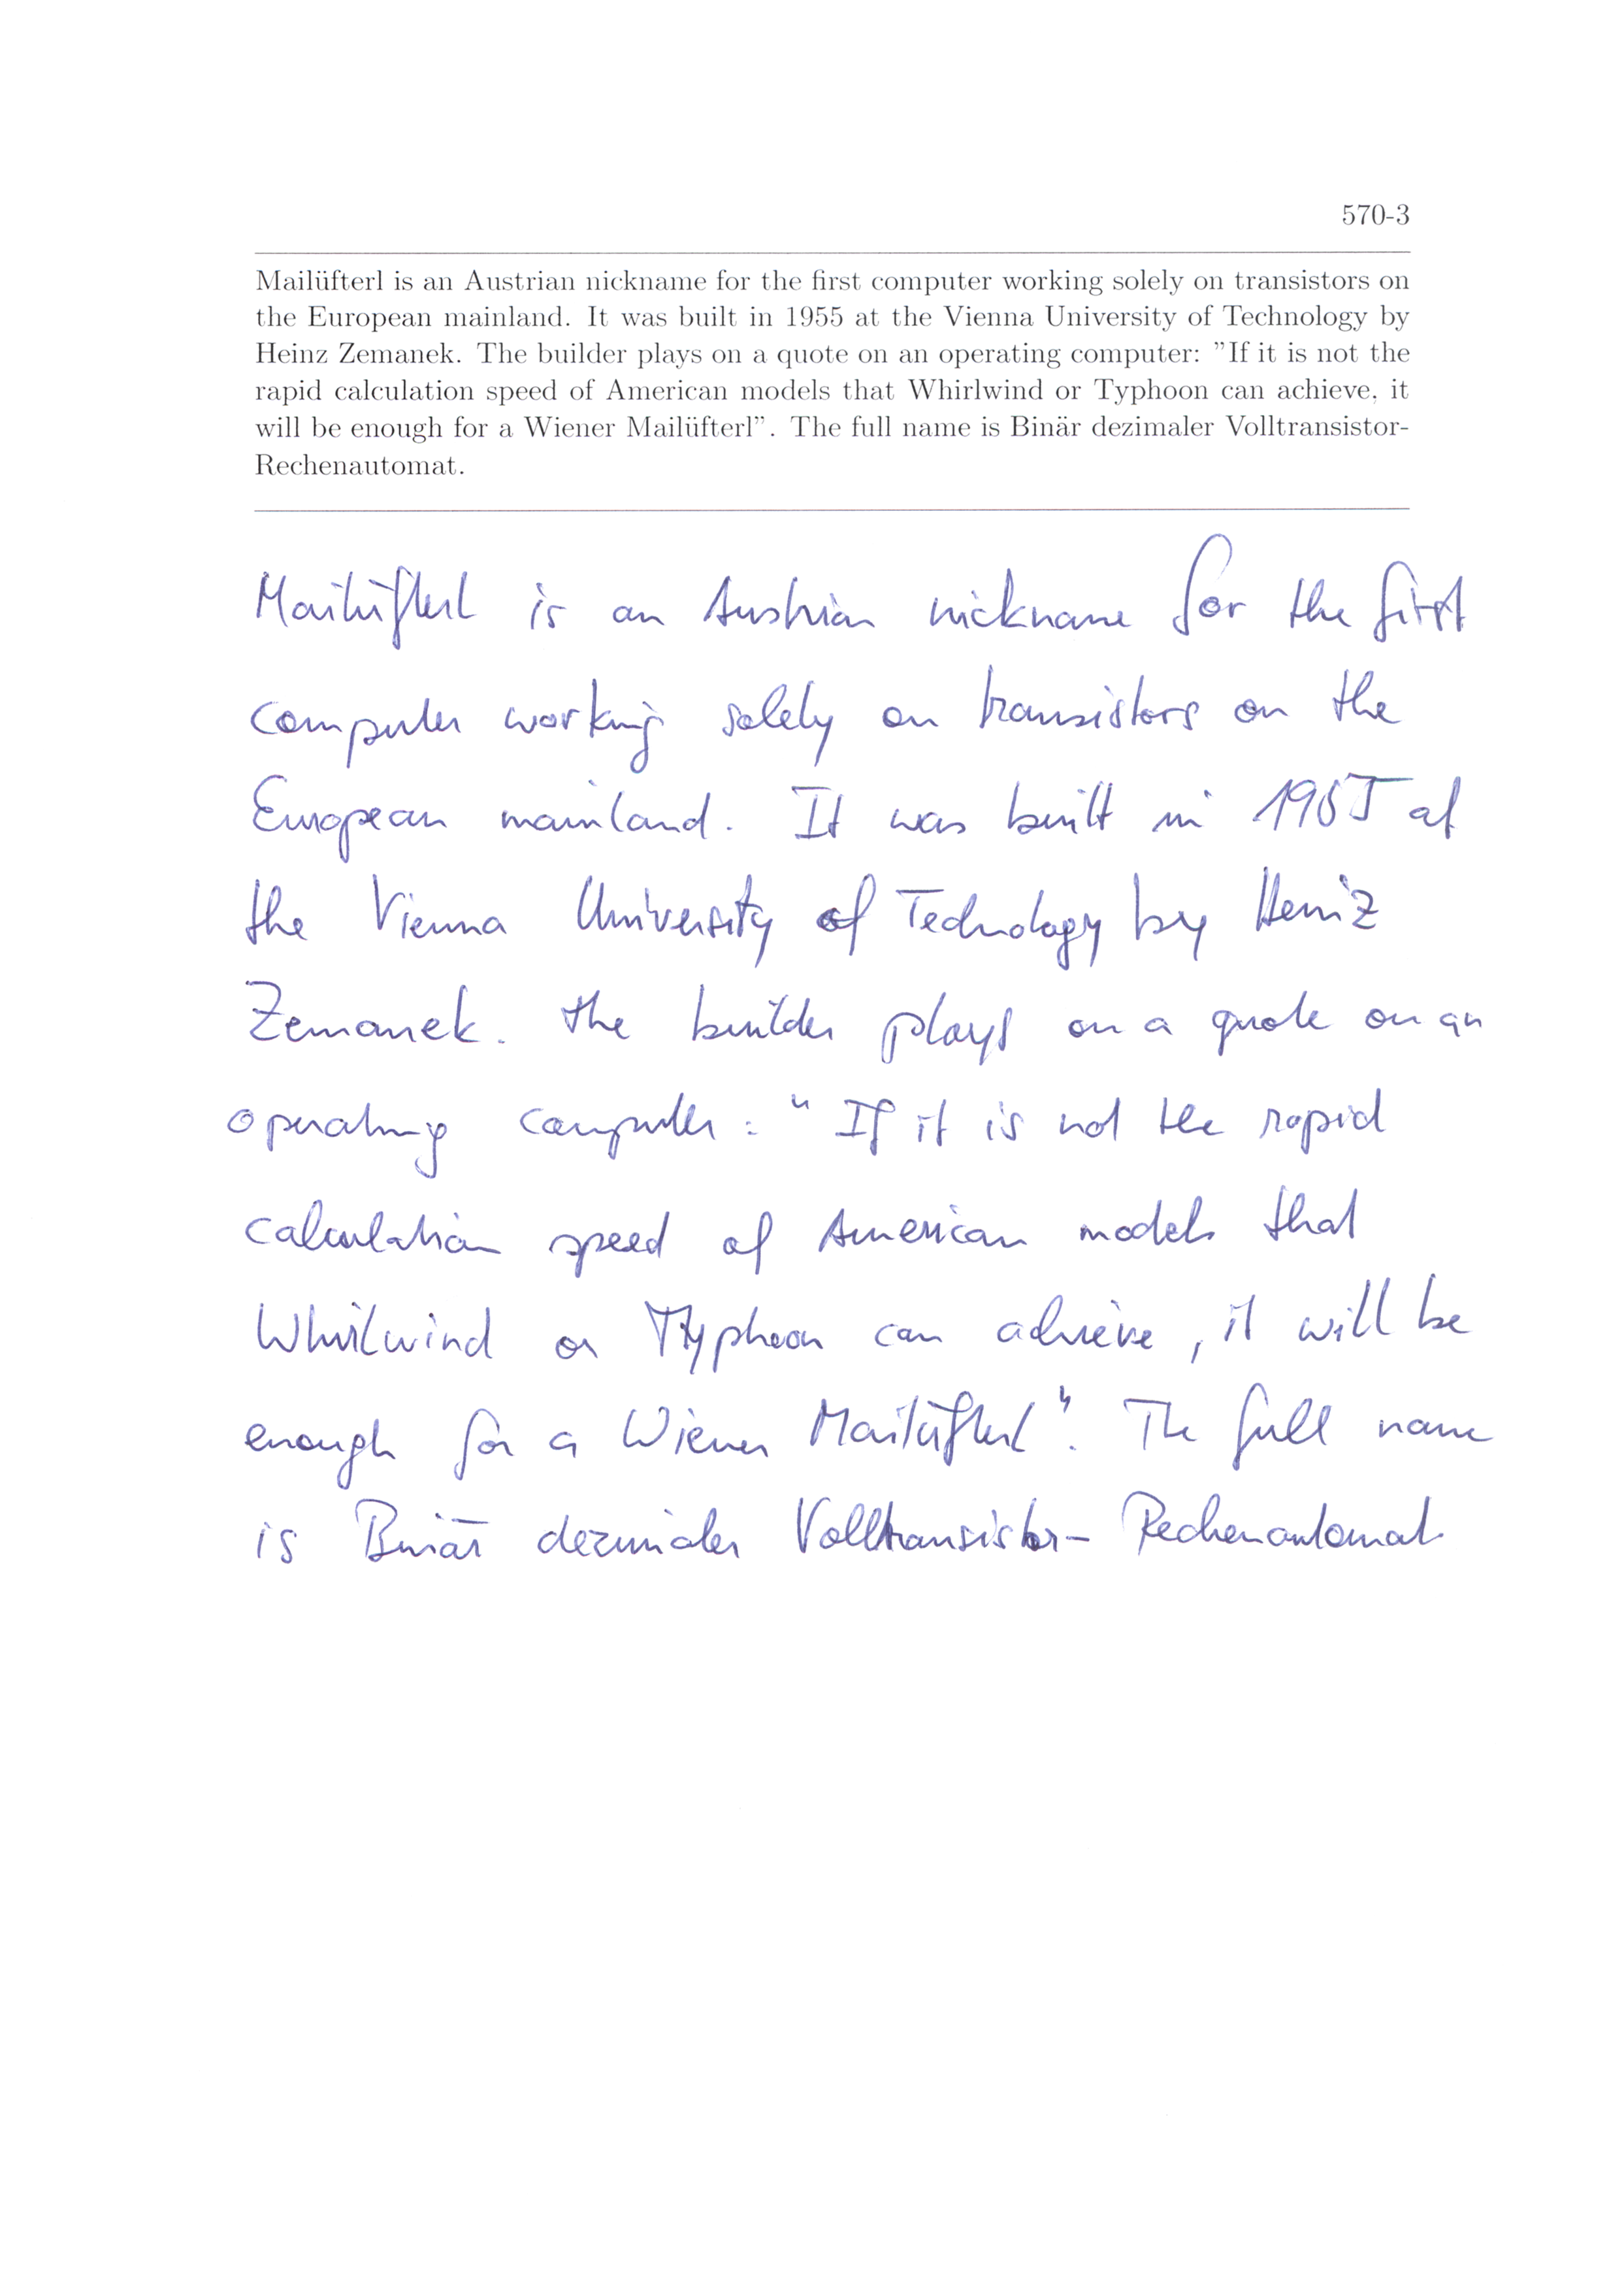 570-3
Mailüfterl is an Austrian nickname for the first computer working solely on transistors on
the European mainland. It was built in 1955 at the Vienna University of Technology by
Heinz Zemanek. The builder plays on a quote on an operating computer: ”If it is not the
rapid calculation speed of American models that Whirlwind or Typhoon can achieve, it
will be enough for a Wiener Mailüfterl”. The full name is Binär dezimaler Volltransistor-
Rechenautomat.
Mailüfterl is an Austrian nickname for the first
computer working solely on transistors on the
European mainland. It was built in 1955 at
the Vienna University of Technology by Heinz
Zemanek. the builder plays on a quote on an
operating computer: "If it is not the rapid
calculation speed of American models that
Whirlwind or Typhoon can achieve, it will be
enough for a Wiener Mailüfterl". The full name
is Binär dezimaler Volltransistor- Rechenautomat.